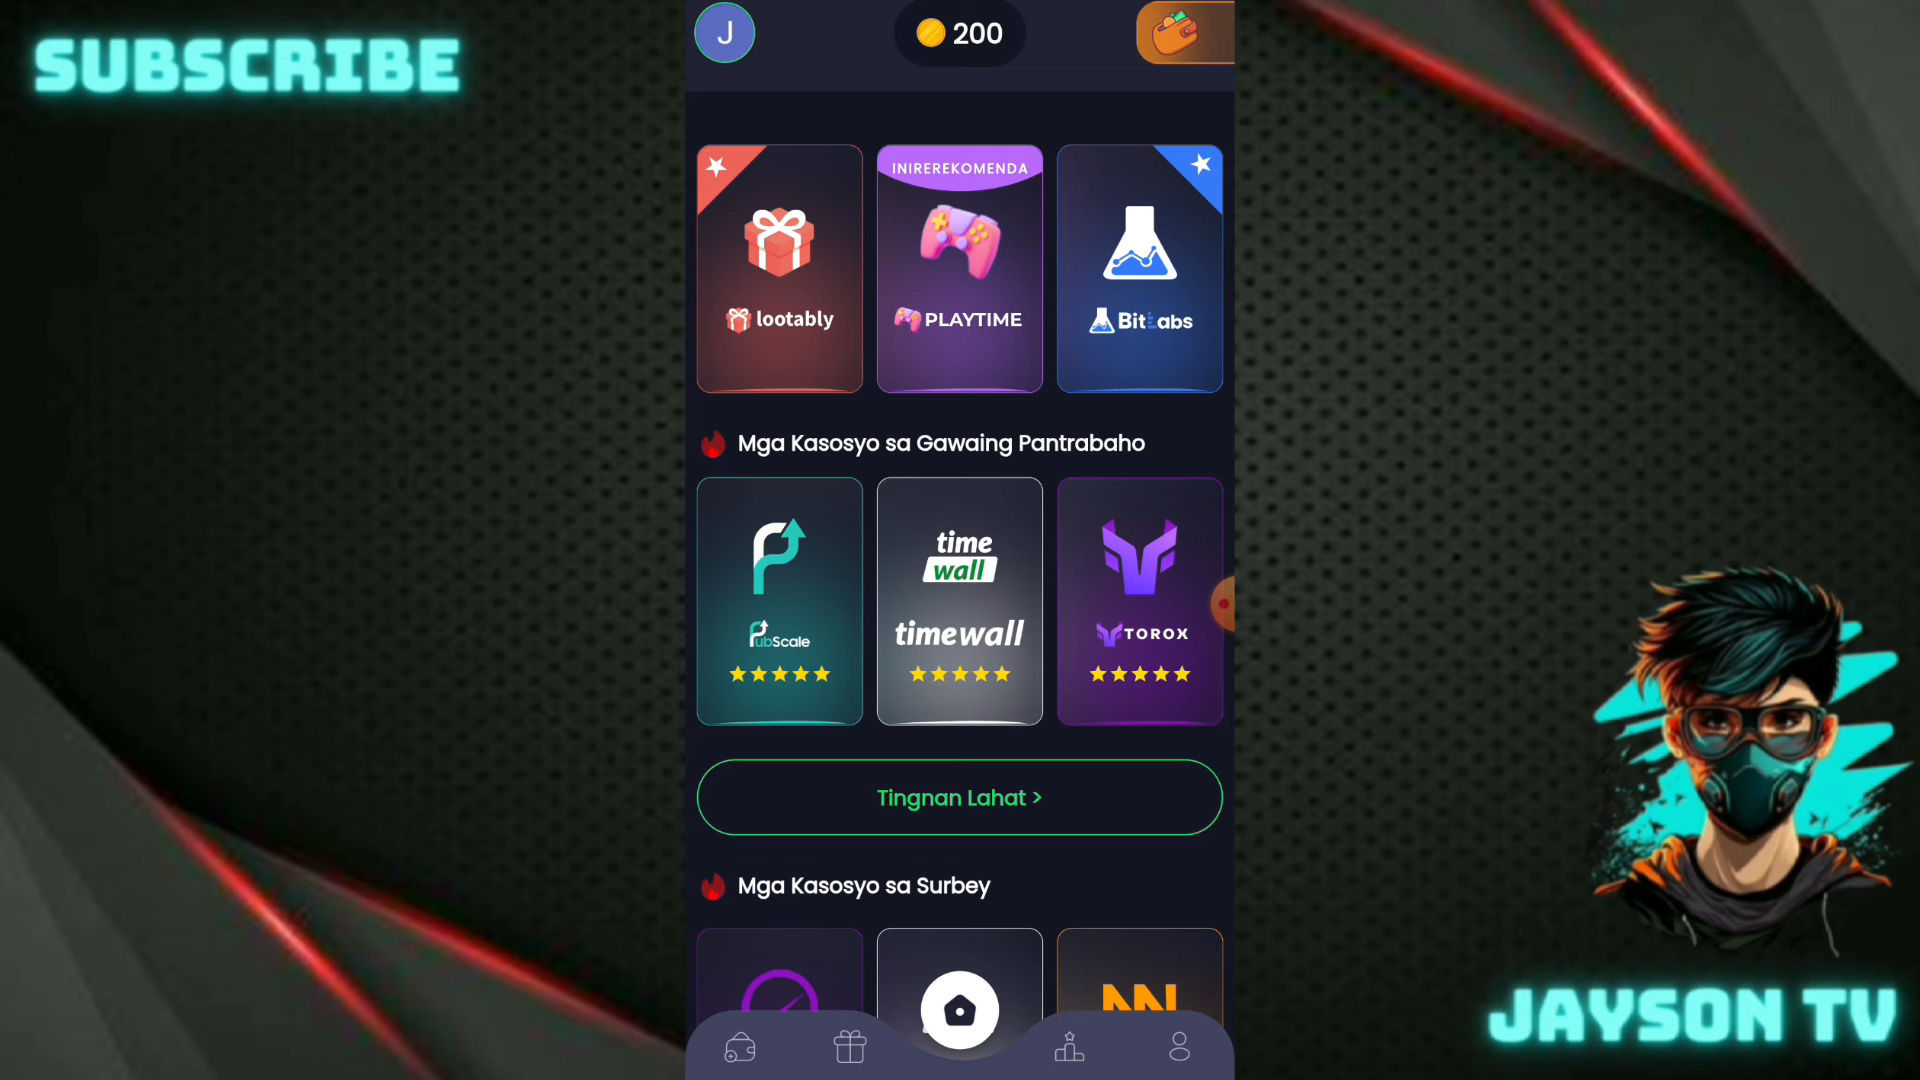 SUBSCRIBE
J
200
INIREREKOMENDA
lootably
PLAYTIME
BitLabs
Mga Kasosyo sa Gawaing Pantrabaho
time
wall
PubScale
timewall
TOROX
Tingnan Lahat >
Mga Kasosyo sa Surbey
JAYSON TV